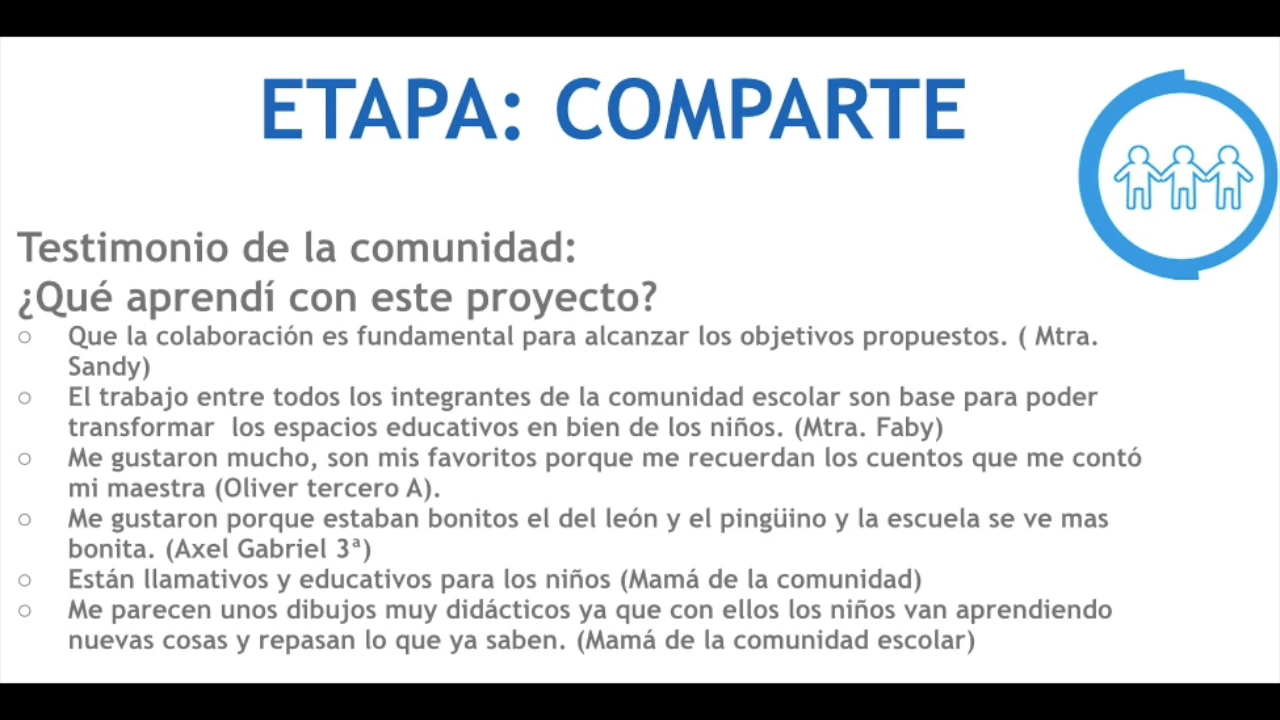 ETAPA: COMPARTE
Testimonio de la comunidad:
¿Qué aprendí con este proyecto?
○ Que la colaboración es fundamental para alcanzar los objetivos propuestos. ( Mtra.
Sandy)
○ El trabajo entre todos los integrantes de la comunidad escolar son base para poder
transformar  los espacios educativos en bien de los niños. (Mtra. Faby)
○ Me gustaron mucho, son mis favoritos porque me recuerdan los cuentos que me contó
mi maestra (Oliver tercero A).
○ Me gustaron porque estaban bonitos el del león y el pingüino y la escuela se ve mas
bonita. (Axel Gabriel 3ª)
○ Están llamativos y educativos para los niños (Mamá de la comunidad)
○ Me parecen unos dibujos muy didácticos ya que con ellos los niños van aprendiendo
nuevas cosas y repasan lo que ya saben. (Mamá de la comunidad escolar)